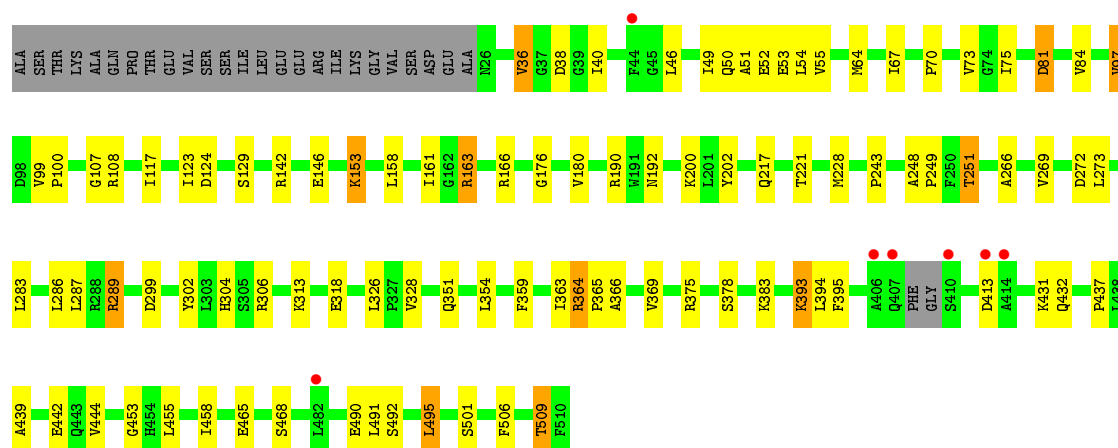 ALA SER THR LYS ALA GLN PRO THR GLU VAL SER SER ILE LEU GLU GLU ARG ILE LYS GLY VAL SER ASP GLU ALA N26 V36 G37 D38 G39 I40 F44 G45 L46 I49 Q50 A51 E52 E53 L54 V55 M64 I67 P70 V73 G74 I75 D81 V84
D98 V99 P100 G107 R108 I117 I123 D124 S129 R142 E146 K153 L158 I161 G162 R163 R166 G176 V180 R190 W191 N192 K200 L201 Y202 Q217 T221 M228 P243 A248 P249 F250 T251 A266 V269 D272 L273
L283 L286 L287 R288 R289 D299 Y302 L303 H304 S305 R306 K313 E318 L326 P327 V328 Q351 L354 F359 I363 R364 P365 A366 V369 R375 S378 K383 K393 L394 F395 A406 Q407 PHE GLY S410 D413 A414 K431 Q432 P437
A439 E442 Q443 V444 G453 H454 L455 I458 E465 S468 L482 E490 L491 S492 L495 S501 F506 T509 F510